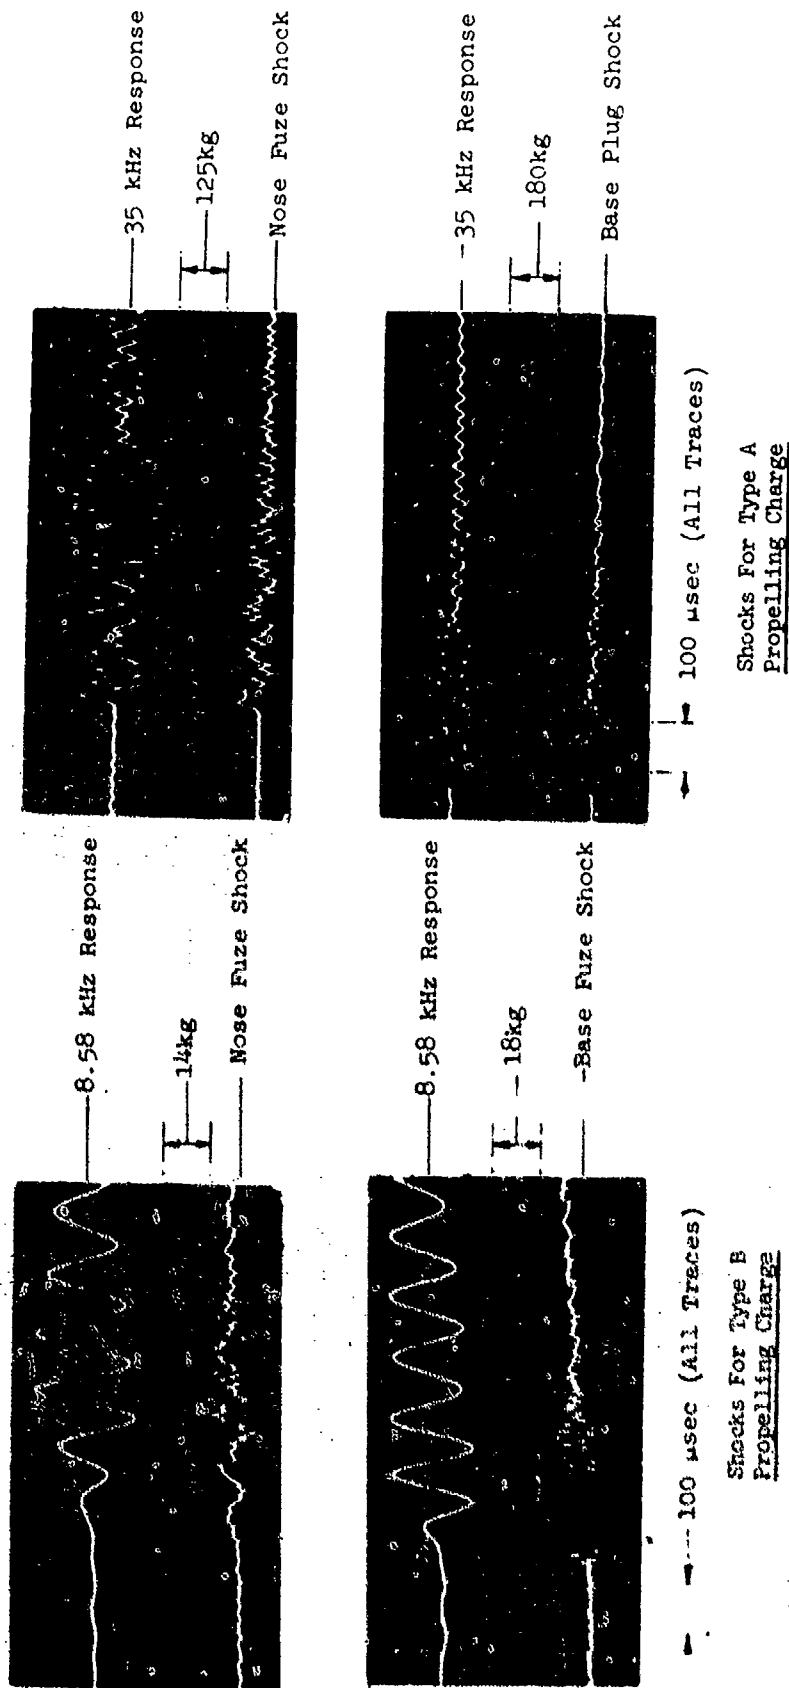 35 kHz Response
125kg
Nose Fuze Shock
35 kHz Response
180kg
Base Plug Shock
100 µsec (All Traces)
Shocks For Type A
Propelling Charge
8.58 kHz Response
14kg
Nose Fuze Shock
8.58 kHz Response
18kg
Base Fuze Shock
100 µsec (All Traces)
Shocks For Type B
Propelling Charge